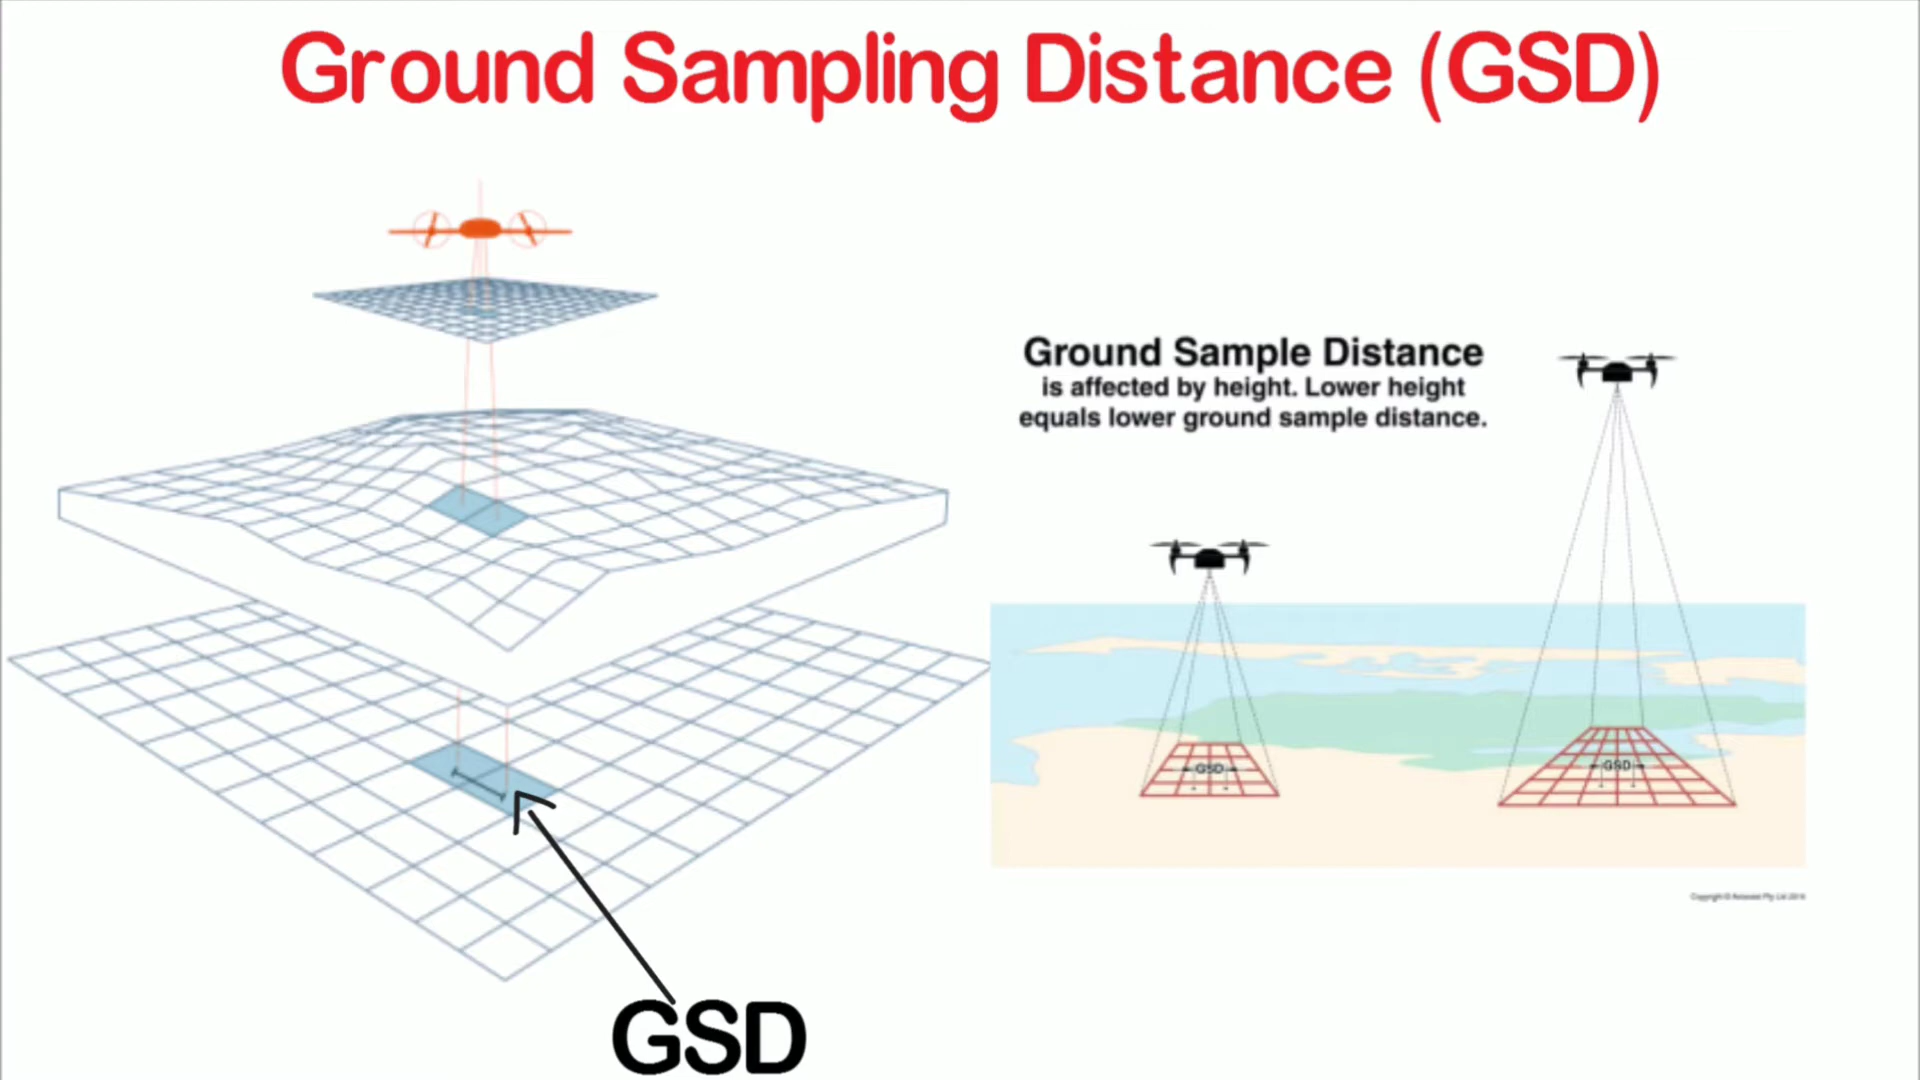 Ground Sampling Distance (GSD)
Ground Sample Distance
is affected by height. Lower height
equals lower ground sample distance.
GSD
GSD
GSD